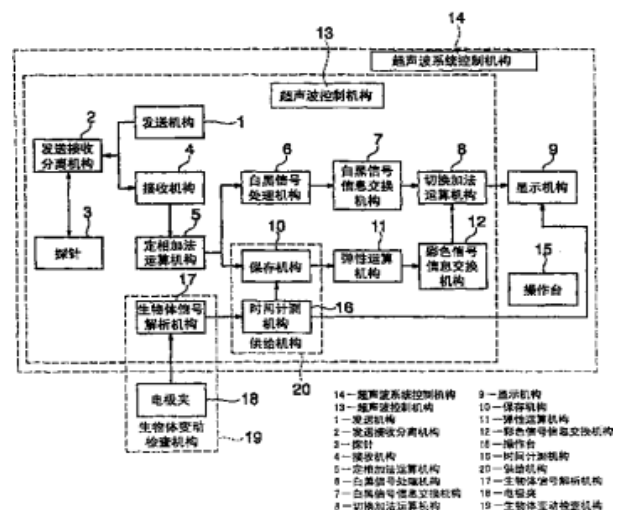 14
超声波系统控制机构
13
超声波控制机构
发送机构
1
2
发送接收
分离机构
4
接收机构
3
探针
5
定相加法
运算机构
6
白黑信号
处理机构
7
白黑信号
信息交换
机构
8
切换加法
运算机构
9
显示机构
10
保存机构
11
弹性运算
机构
12
彩色信号
信息交换
机构
15
操作台
17
生物体信号
解析机构
时间计测
机构
16
供给机构
20
电极夹
18
生物体变动
检查机构
19
14—超声波系统控制机构
13—超声波控制机构
1—发送机构
2—发送接收分离机构
3—探针
4—接收机构
5—定相加法运算机构
6—白黑信号处理机构
7—白黑信号信息交换机构
8—切换加法运算机构
9—显示机构
10—保存机构
11—弹性运算机构
12—彩色信号信息交换机构
15—操作台
16—时间计测机构
20—供给机构
17—生物体信号解析机构
18—电极夹
19—生物体变动检查机构